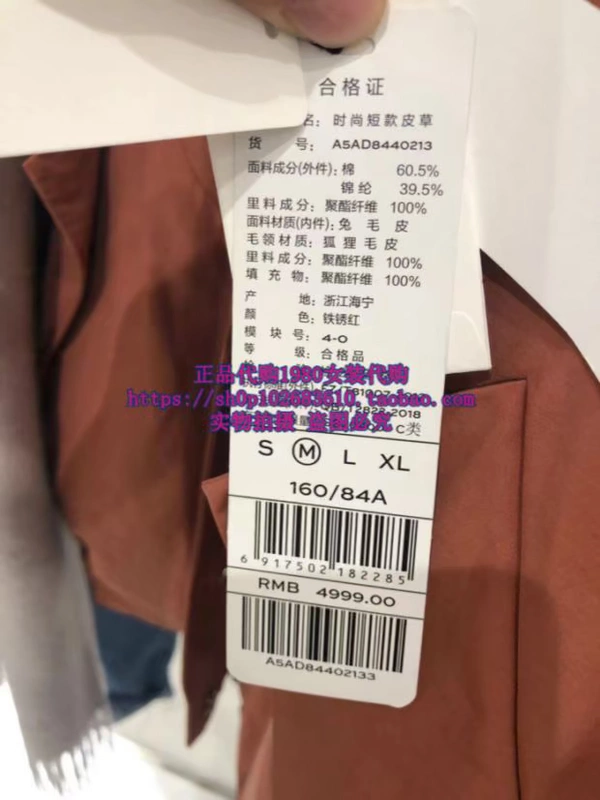 合格证
名: 时尚短款皮草
货 号: A5AD8440213
面料成分(外件): 棉 60.5%
锦纶 39.5%
里料成分: 聚酯纤维 100%
面料材质(内件): 兔 毛 皮
毛领材质: 狐狸毛皮
里料成分: 聚酯纤维 100%
填 充 物: 聚酯纤维 100%
产 地: 浙江海宁
颜 色: 铁锈红
模 块 号: 4-0
等 级: 合格品
正品代购1980女装代购
https://shop102683610.taobao.com
2828-2018
实物拍摄 盗图必究
C类
S M L XL
160/84A
6 917502 182285
RMB 4999.00
A5AD84402133